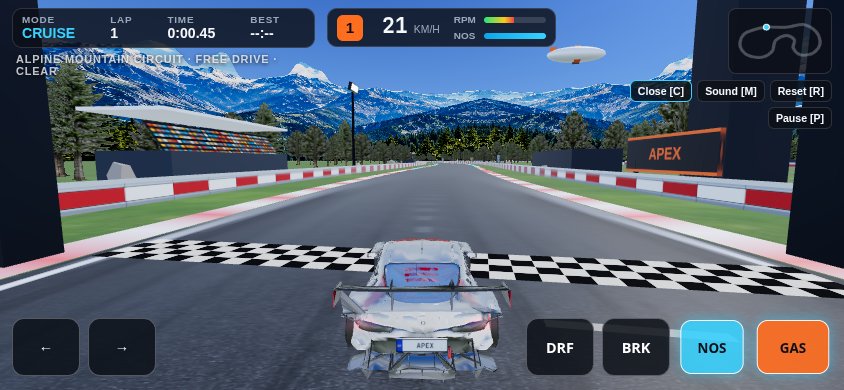 MODE
CRUISE
LAP
1
TIME
0:00.45
BEST
--:--
1
21 KM/H
RPM
NOS
ALPINE MOUNTAIN CIRCUIT · FREE DRIVE ·
CLEAR
Close [C]
Sound [M]
Reset [R]
Pause [P]
APEX
APEX
←
→
DRF
BRK
NOS
GAS